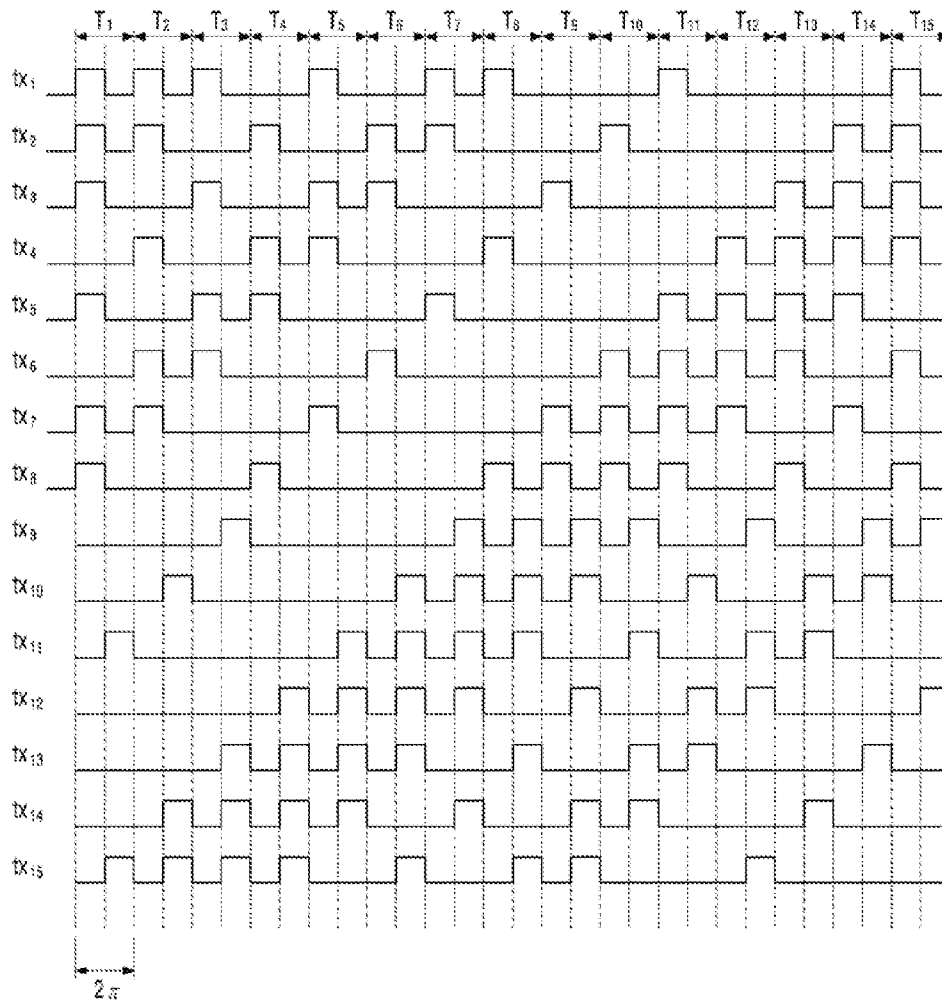 T₁ T₂ T₃ T₄ T₅ T₆ T₇ T₈ T₉ T₁₀ T₁₁ T₁₂ T₁₃ T₁₄ T₁₅
tx₁
tx₂
tx₃
tx₄
tx₅
tx₆
tx₇
tx₈
tx₉
tx₁₀
tx₁₁
tx₁₂
tx₁₃
tx₁₄
tx₁₅
2π